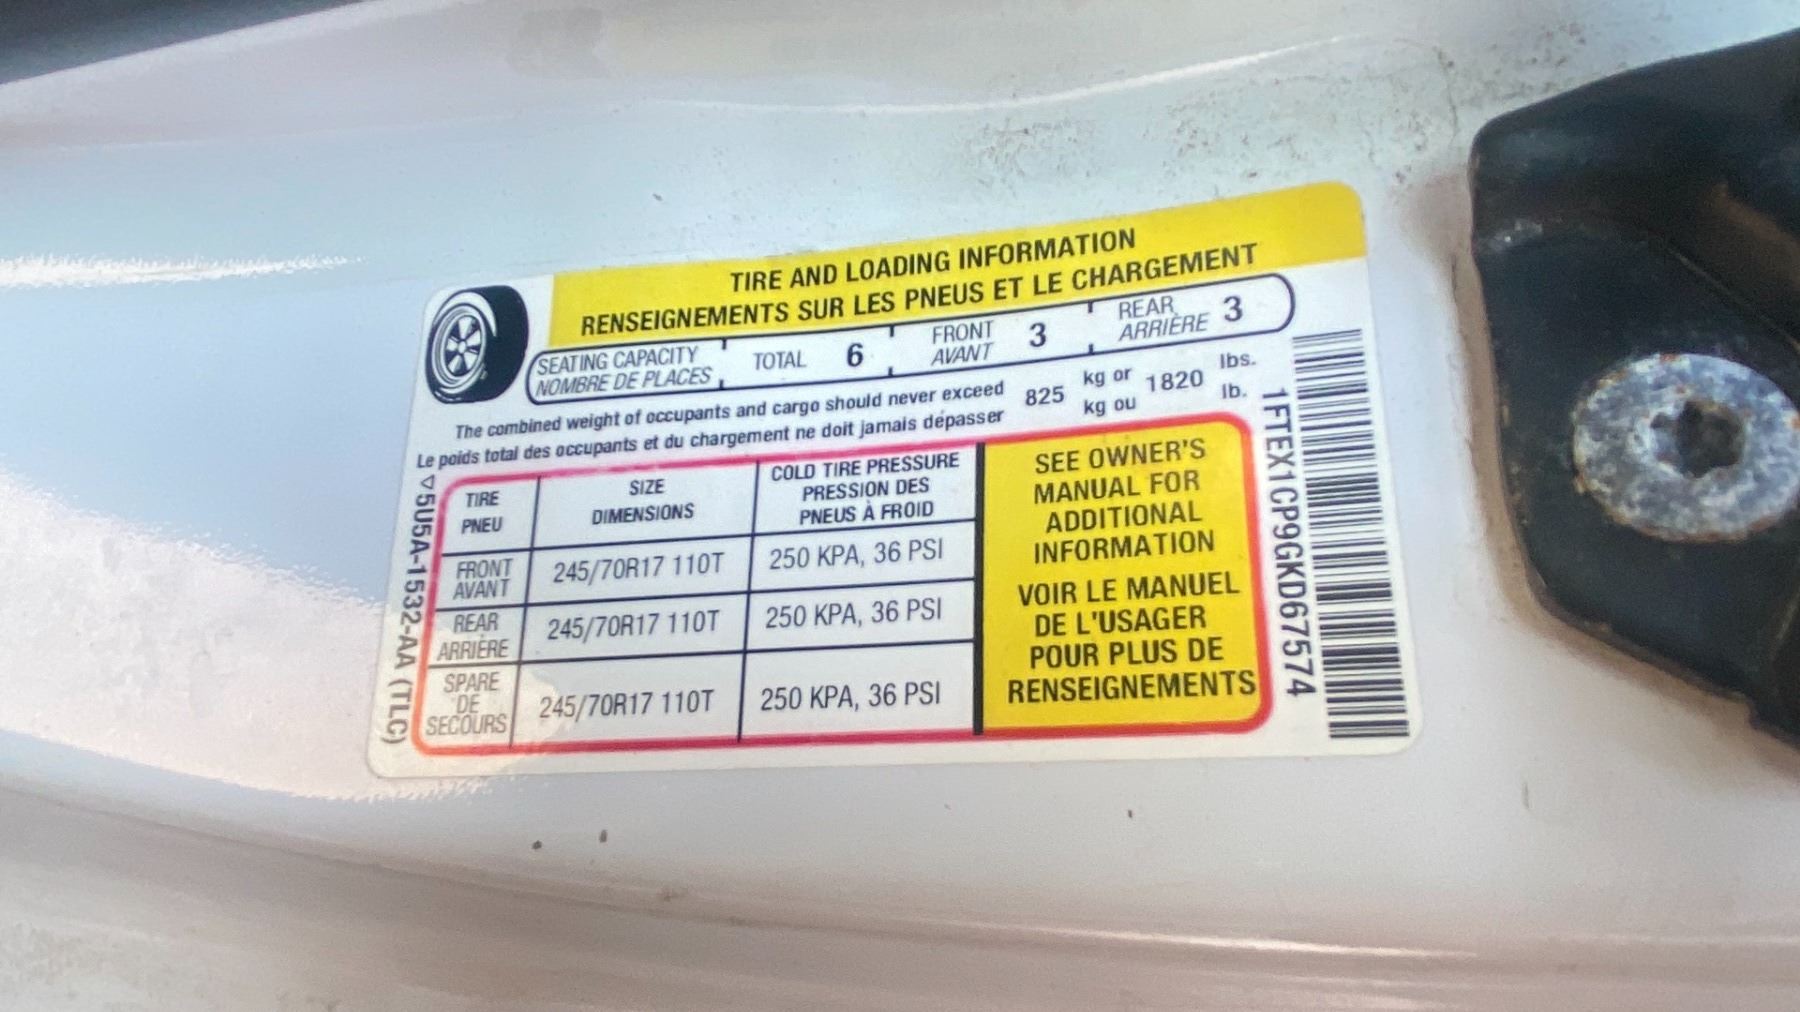 TIRE AND LOADING INFORMATION
RENSEIGNEMENTS SUR LES PNEUS ET LE CHARGEMENT
SEATING CAPACITY TOTAL 6 FRONT 3 REAR 3
NOMBRE DE PLACES AVANT ARRIÈRE
The combined weight of occupants and cargo should never exceed 825 kg or 1820 lbs.
Le poids total des occupants et du chargement ne doit jamais dépasser kg ou lb.
TIRE SIZE COLD TIRE PRESSURE
PNEU DIMENSIONS PRESSION DES
PNEUS À FROID
FRONT 245/70R17 110T 250 KPA, 36 PSI
AVANT
REAR 245/70R17 110T 250 KPA, 36 PSI
ARRIÈRE
SPARE
DE 245/70R17 110T 250 KPA, 36 PSI
SECOURS
SEE OWNER'S
MANUAL FOR
ADDITIONAL
INFORMATION
VOIR LE MANUEL
DE L'USAGER
POUR PLUS DE
RENSEIGNEMENTS
▽5U5A-1532-AA (TLC)
1FTEX1CP9GKD67574